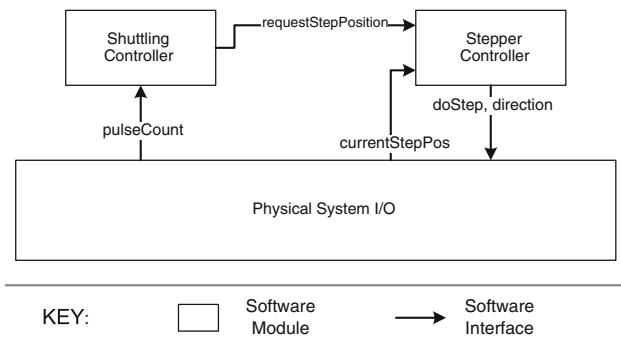 Shuttling
Controller
requestStepPosition
Stepper
Controller
pulseCount
currentStepPos
doStep, direction
Physical System I/O
KEY:
Software
Module
Software
Interface